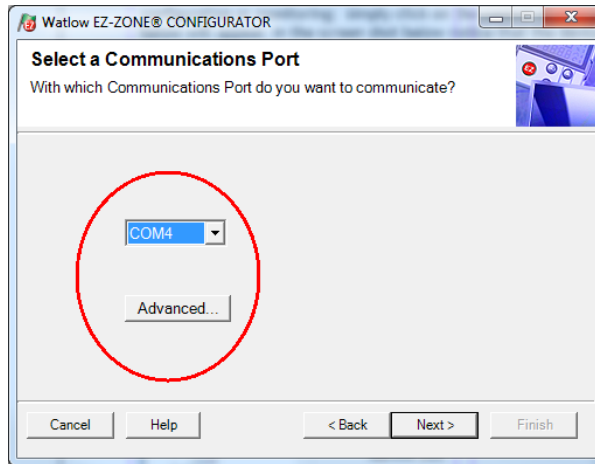 Watlow EZ-ZONE® CONFIGURATOR
Select a Communications Port
With which Communications Port do you want to communicate?
EZ
COM4
Advanced...
Cancel
Help
< Back
Next >
Finish